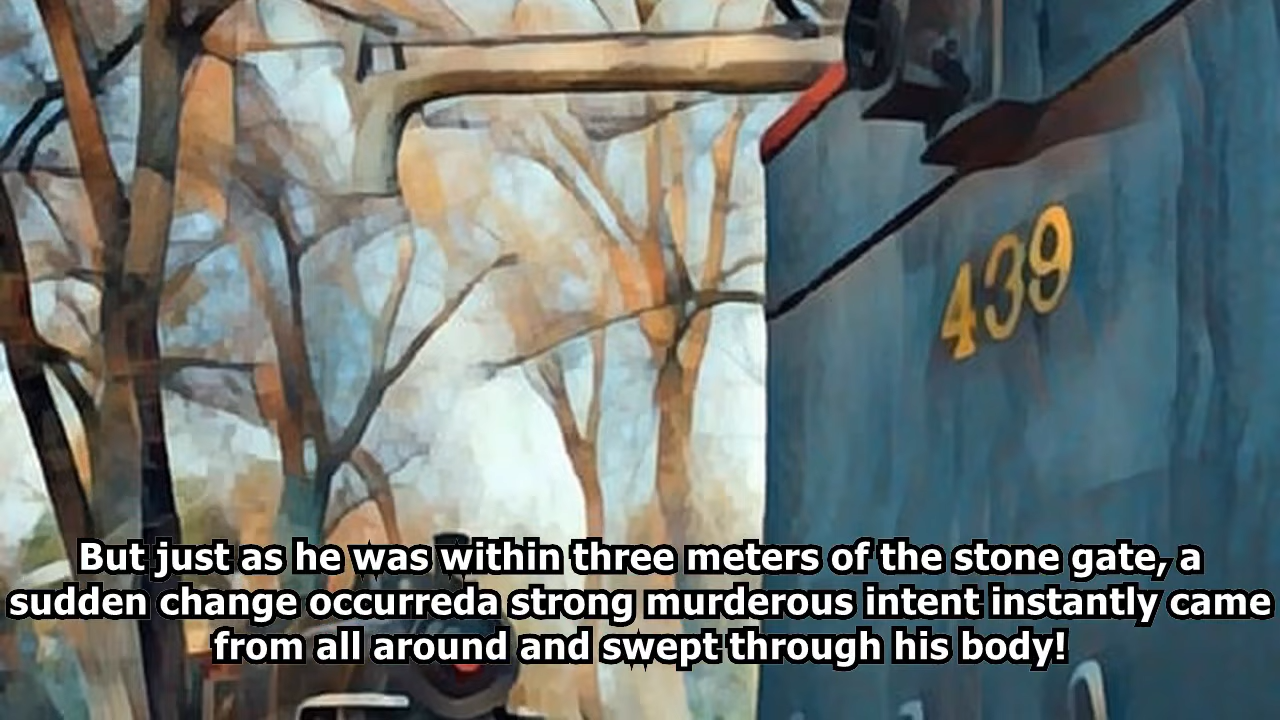 439
But just as he was within three meters of the stone gate, a
sudden change occurreda strong murderous intent instantly came
from all around and swept through his body!